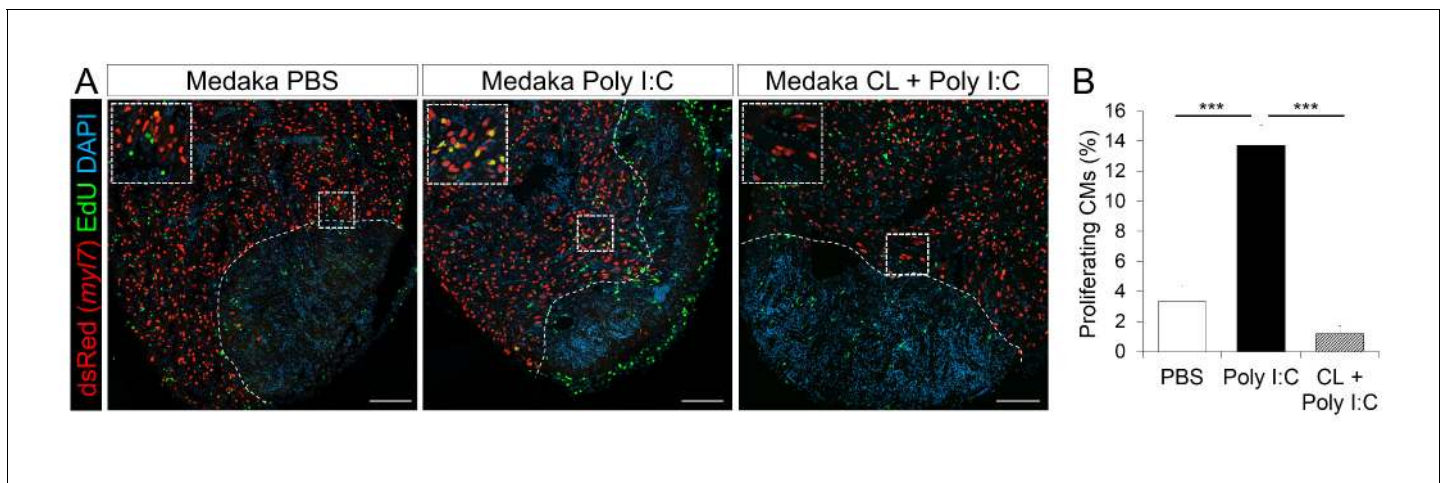 A
Medaka PBS
Medaka Poly I:C
Medaka CL + Poly I:C
dsRed (myl7) EdU DAPI
B
Proliferating CMs (%)
16
14
12
10
8
6
4
2
0
*** ***
PBS Poly I:C CL +
Poly I:C